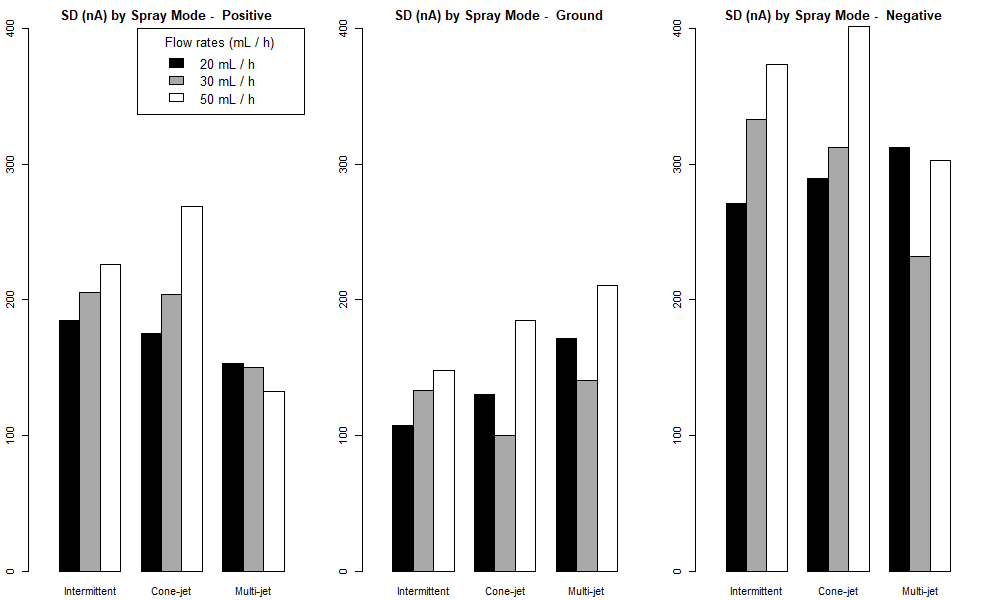 SD (nA) by Spray Mode - Positive
Flow rates (mL / h)
20 mL / h
30 mL / h
50 mL / h
400
300
200
100
0
Intermittent Cone-jet Multi-jet
SD (nA) by Spray Mode - Ground
400
300
200
100
0
Intermittent Cone-jet Multi-jet
SD (nA) by Spray Mode - Negative
400
300
200
100
0
Intermittent Cone-jet Multi-jet